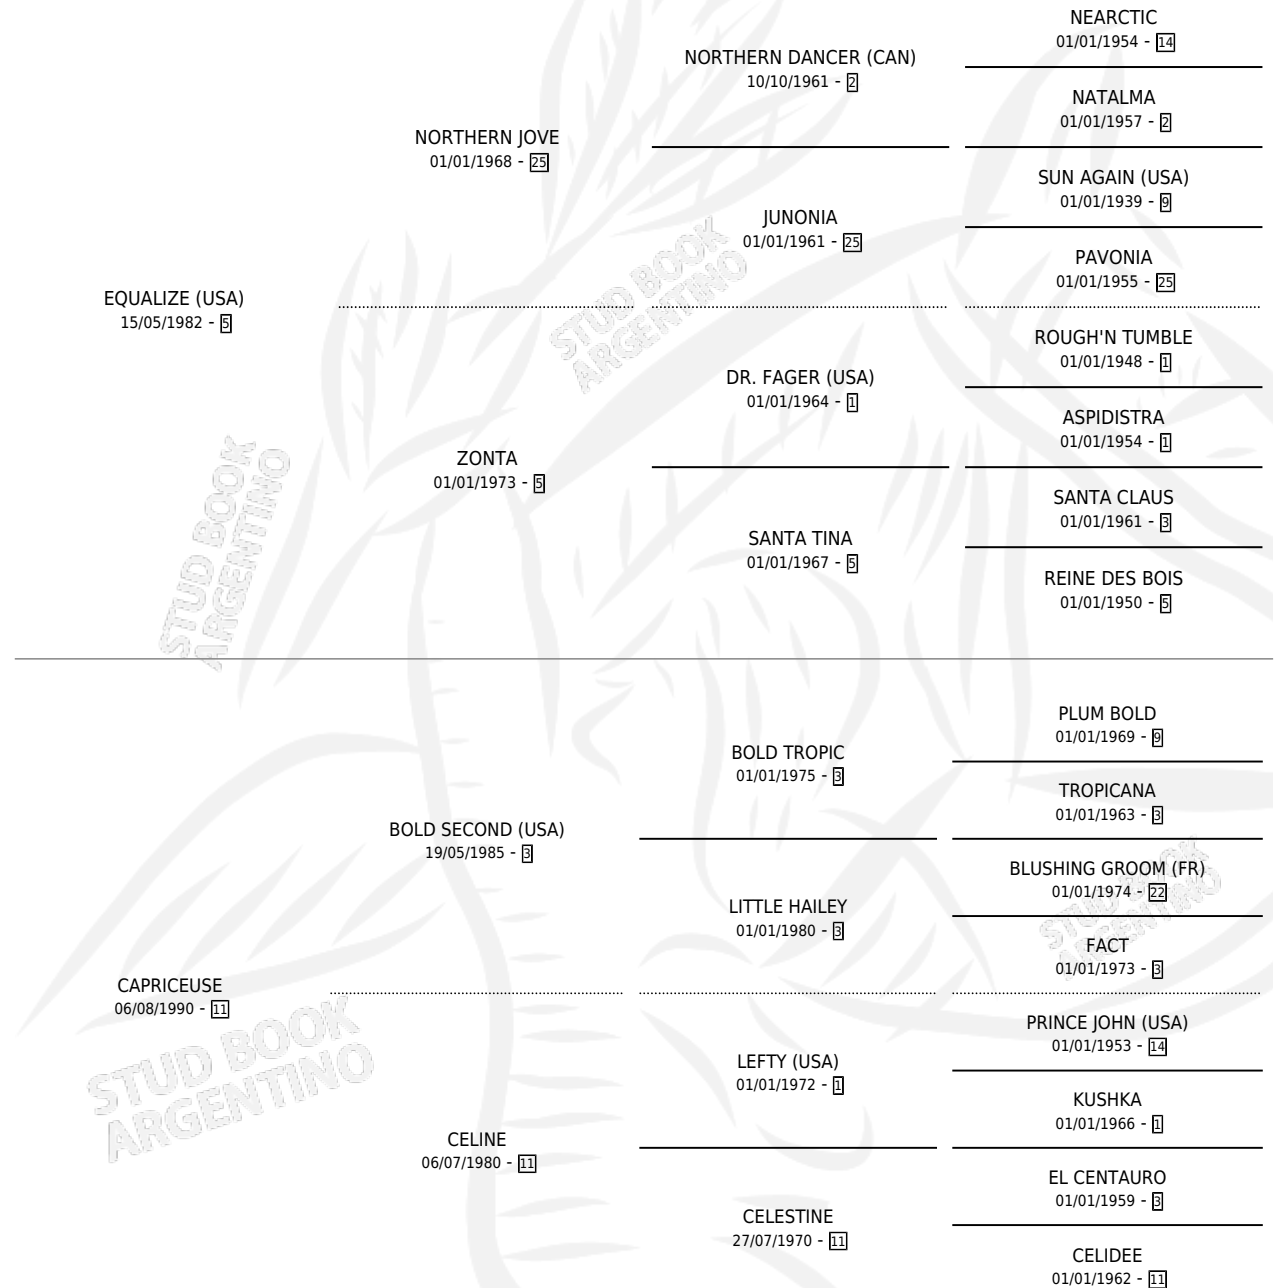 NEARCTIC
01/01/1954 - 14
NORTHERN DANCER (CAN)
10/10/1961 - 2
NATALMA
01/01/1957 - 2
NORTHERN JOVE
01/01/1968 - 25
SUN AGAIN (USA)
01/01/1939 - 9
JUNONIA
01/01/1961 - 25
PAVONIA
01/01/1955 - 25
EQUALIZE (USA)
15/05/1982 - 5
STUD BOOK
ARGENTINO
ROUGH'N TUMBLE
01/01/1948 - 1
DR. FAGER (USA)
01/01/1964 - 1
ASPIDISTRA
01/01/1954 - 1
ZONTA
01/01/1973 - 5
SANTA CLAUS
01/01/1961 - 3
SANTA TINA
01/01/1967 - 5
REINE DES BOIS
01/01/1950 - 5
STUD BOOK
ARGENTINO
PLUM BOLD
01/01/1969 - 9
BOLD TROPIC
01/01/1975 - 3
TROPICANA
01/01/1963 - 3
BOLD SECOND (USA)
19/05/1985 - 3
BLUSHING GROOM (FR)
01/01/1974 - 22
STUD BOOK
ARGENTINO
LITTLE HAILEY
01/01/1980 - 3
FACT
01/01/1973 - 3
CAPRICEUSE
06/08/1990 - 11
STUD BOOK
ARGENTINO
PRINCE JOHN (USA)
01/01/1953 - 14
LEFTY (USA)
01/01/1972 - 1
KUSHKA
01/01/1966 - 1
CELINE
06/07/1980 - 11
EL CENTAURO
01/01/1959 - 3
CELESTINE
27/07/1970 - 11
CELIDEE
01/01/1962 - 11